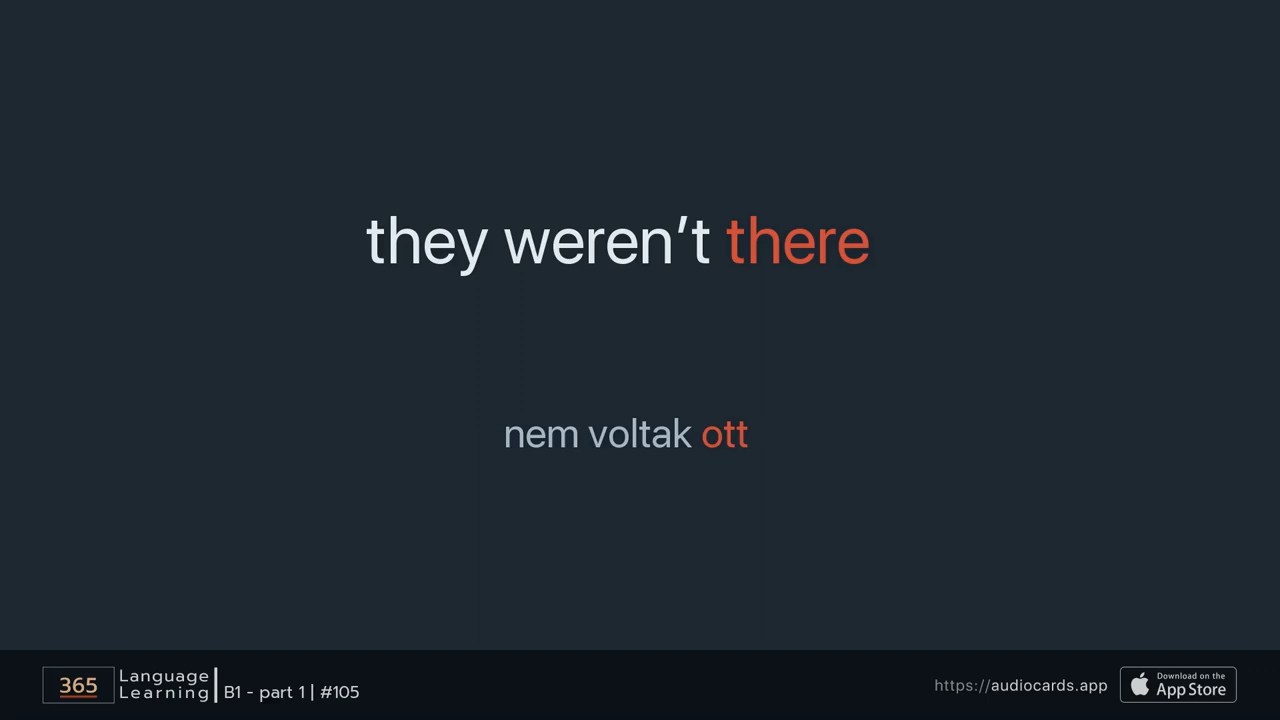 they weren’t there
nem voltak ott
365
Language
Learning
B1 - part 1 | #105
https://audiocards.app
Download on the
App Store